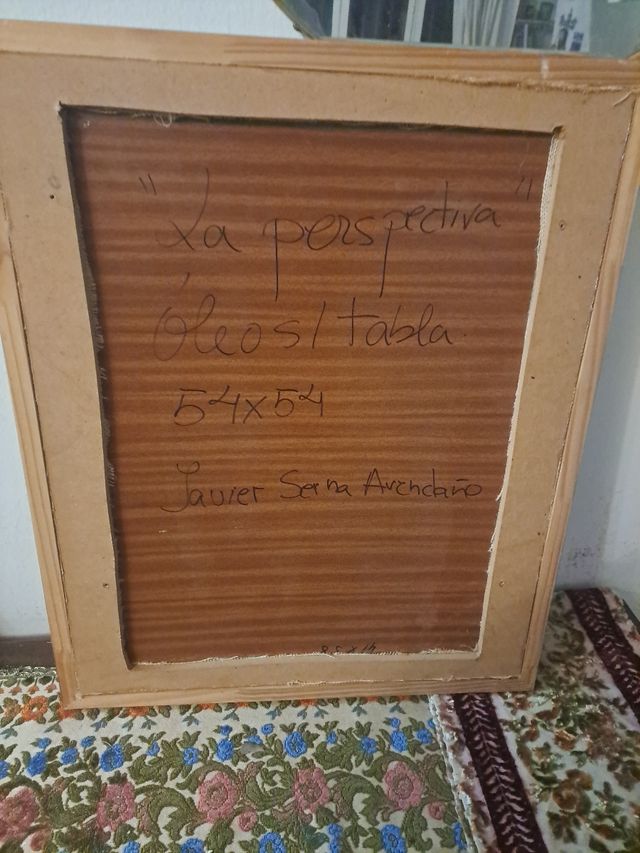 "La perspectiva"
Óleo s/ tabla.
54x54
Javier Serna Avendaño